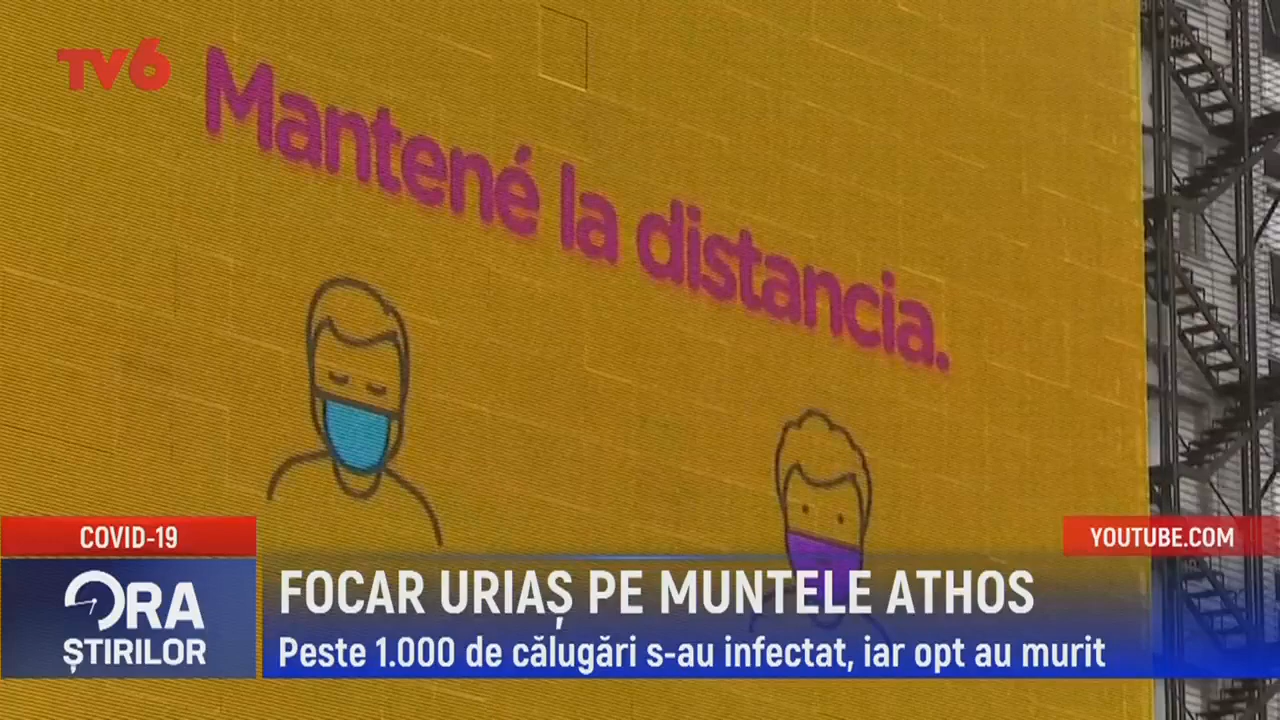 TV6
Mantené la distancia.
COVID-19
YOUTUBE.COM
ORA
ȘTIRILOR
FOCAR URIAȘ PE MUNTELE ATHOS
Peste 1.000 de călugări s-au infectat, iar opt au murit